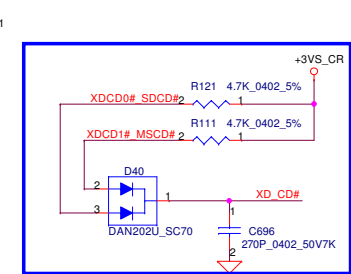 1
+3VS_CR
R121 4.7K_0402_5%
XDCD0#_SDCD# 2 1
R111 4.7K_0402_5%
XDCD1#_MSCD# 2 1
D40
2 1 XD_CD#
3 1
DAN202U_SC70 C696
270P_0402_50V7K
2